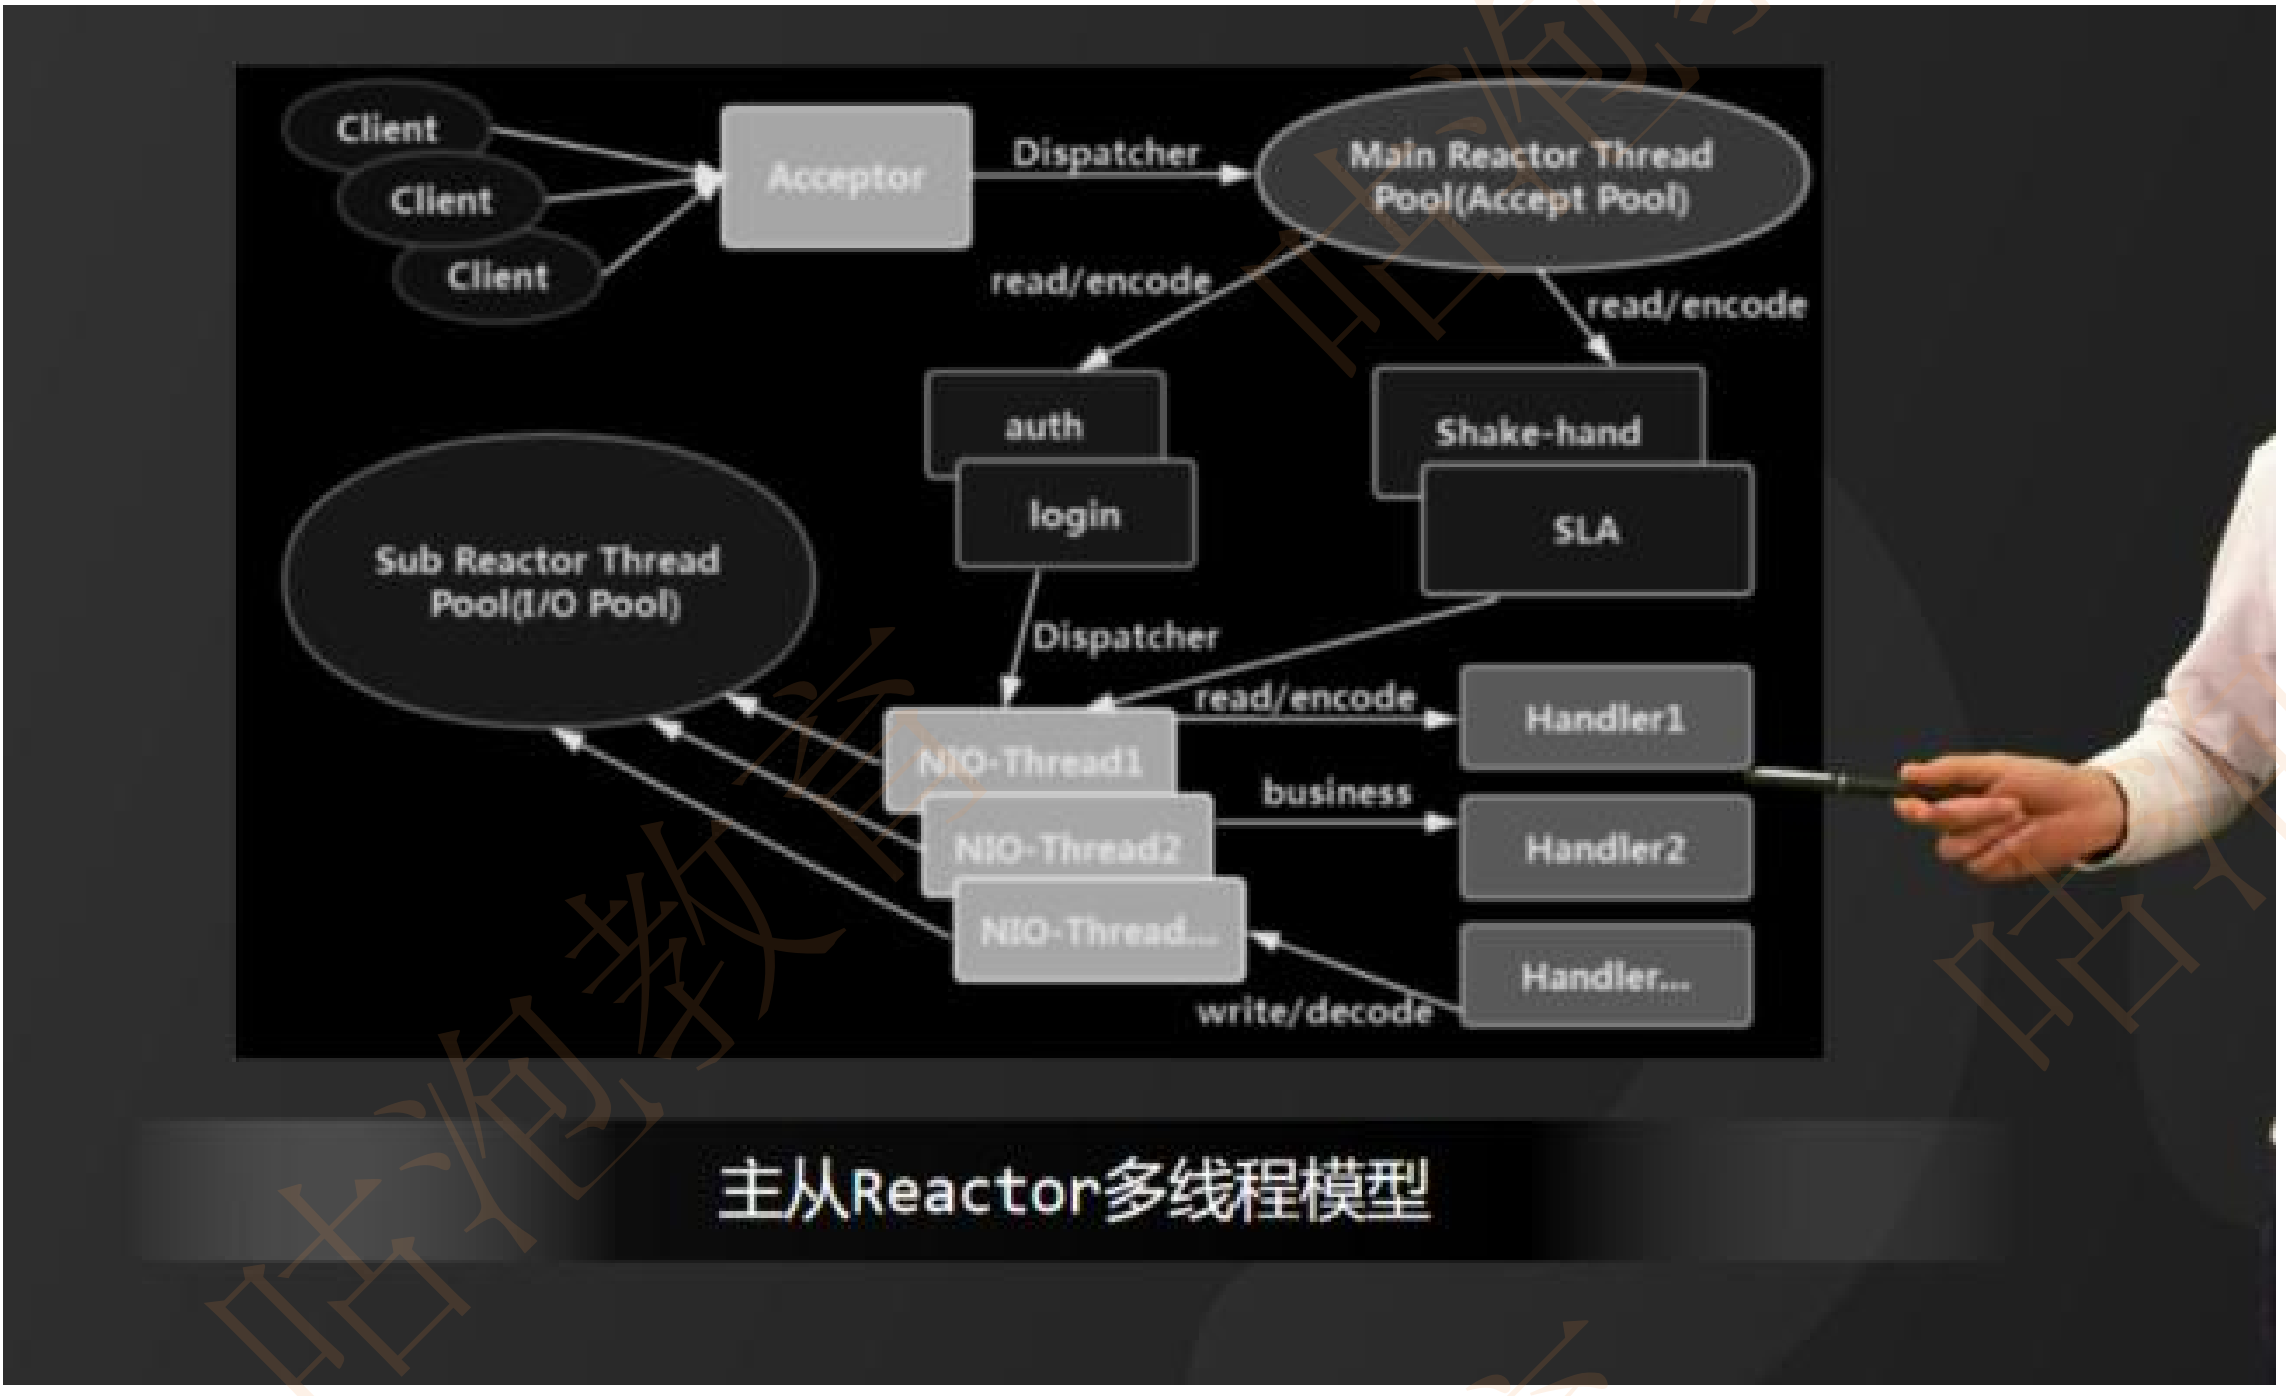 Client
Client
Client
Acceptor
Dispatcher
Main Reactor Thread
Pool(Accept Pool)
read/encode
read/encode
auth
login
Shake-hand
SLA
Sub Reactor Thread
Pool(I/O Pool)
Dispatcher
read/encode
NIO-Thread1
Handler1
business
NIO-Thread2
Handler2
NIO-Thread...
Handler...
write/decode
主从Reactor多线程模型
咕泡教育
咕泡
咕泡